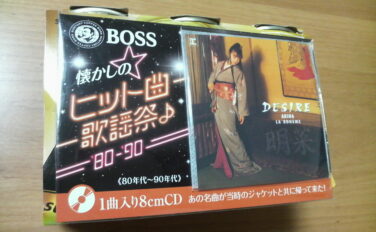 BOSS
懐かしの
ヒット曲
歌謡祭♪
'80-'90
《80年代〜90年代》
DESIRE
AKINA
LA BOHÈME
明菜
1曲入り8cmCD
あの名曲が当時のジャケットと共に帰って来た!